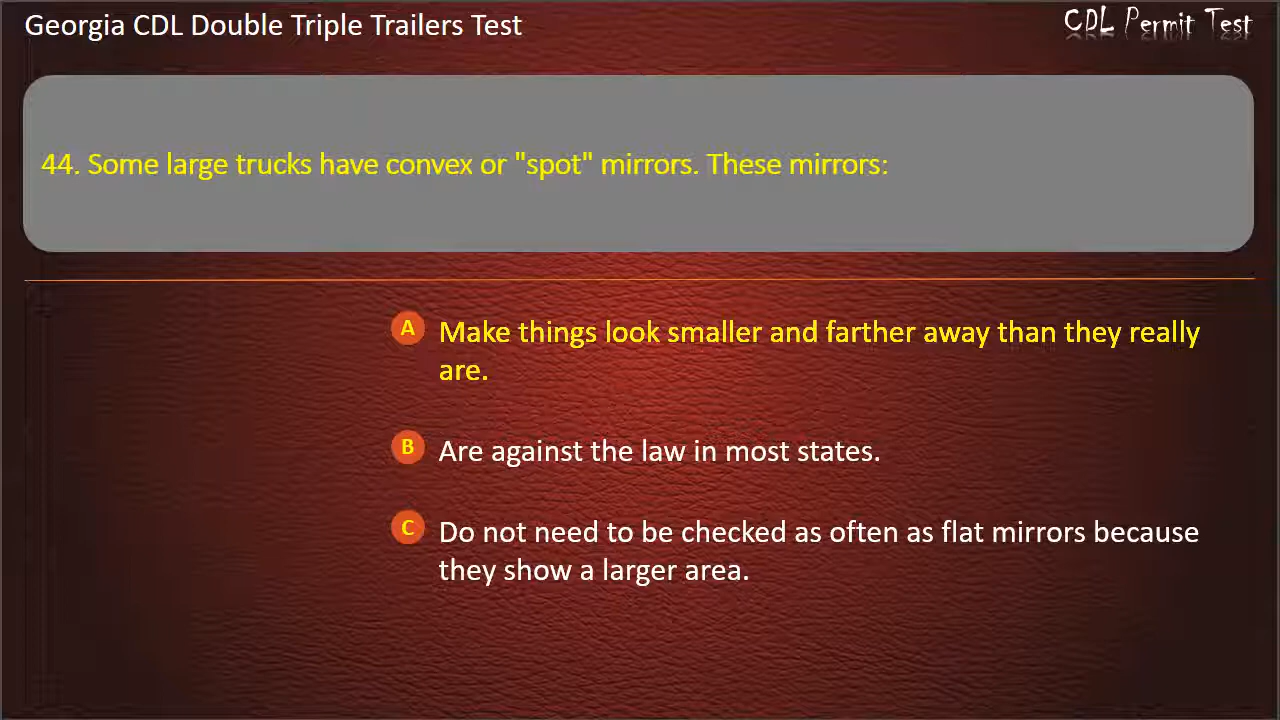 Georgia CDL Double Triple Trailers Test
CDL Permit Test
44. Some large trucks have convex or "spot" mirrors. These mirrors:
A Make things look smaller and farther away than they really
are.
B Are against the law in most states.
C Do not need to be checked as often as flat mirrors because
they show a larger area.